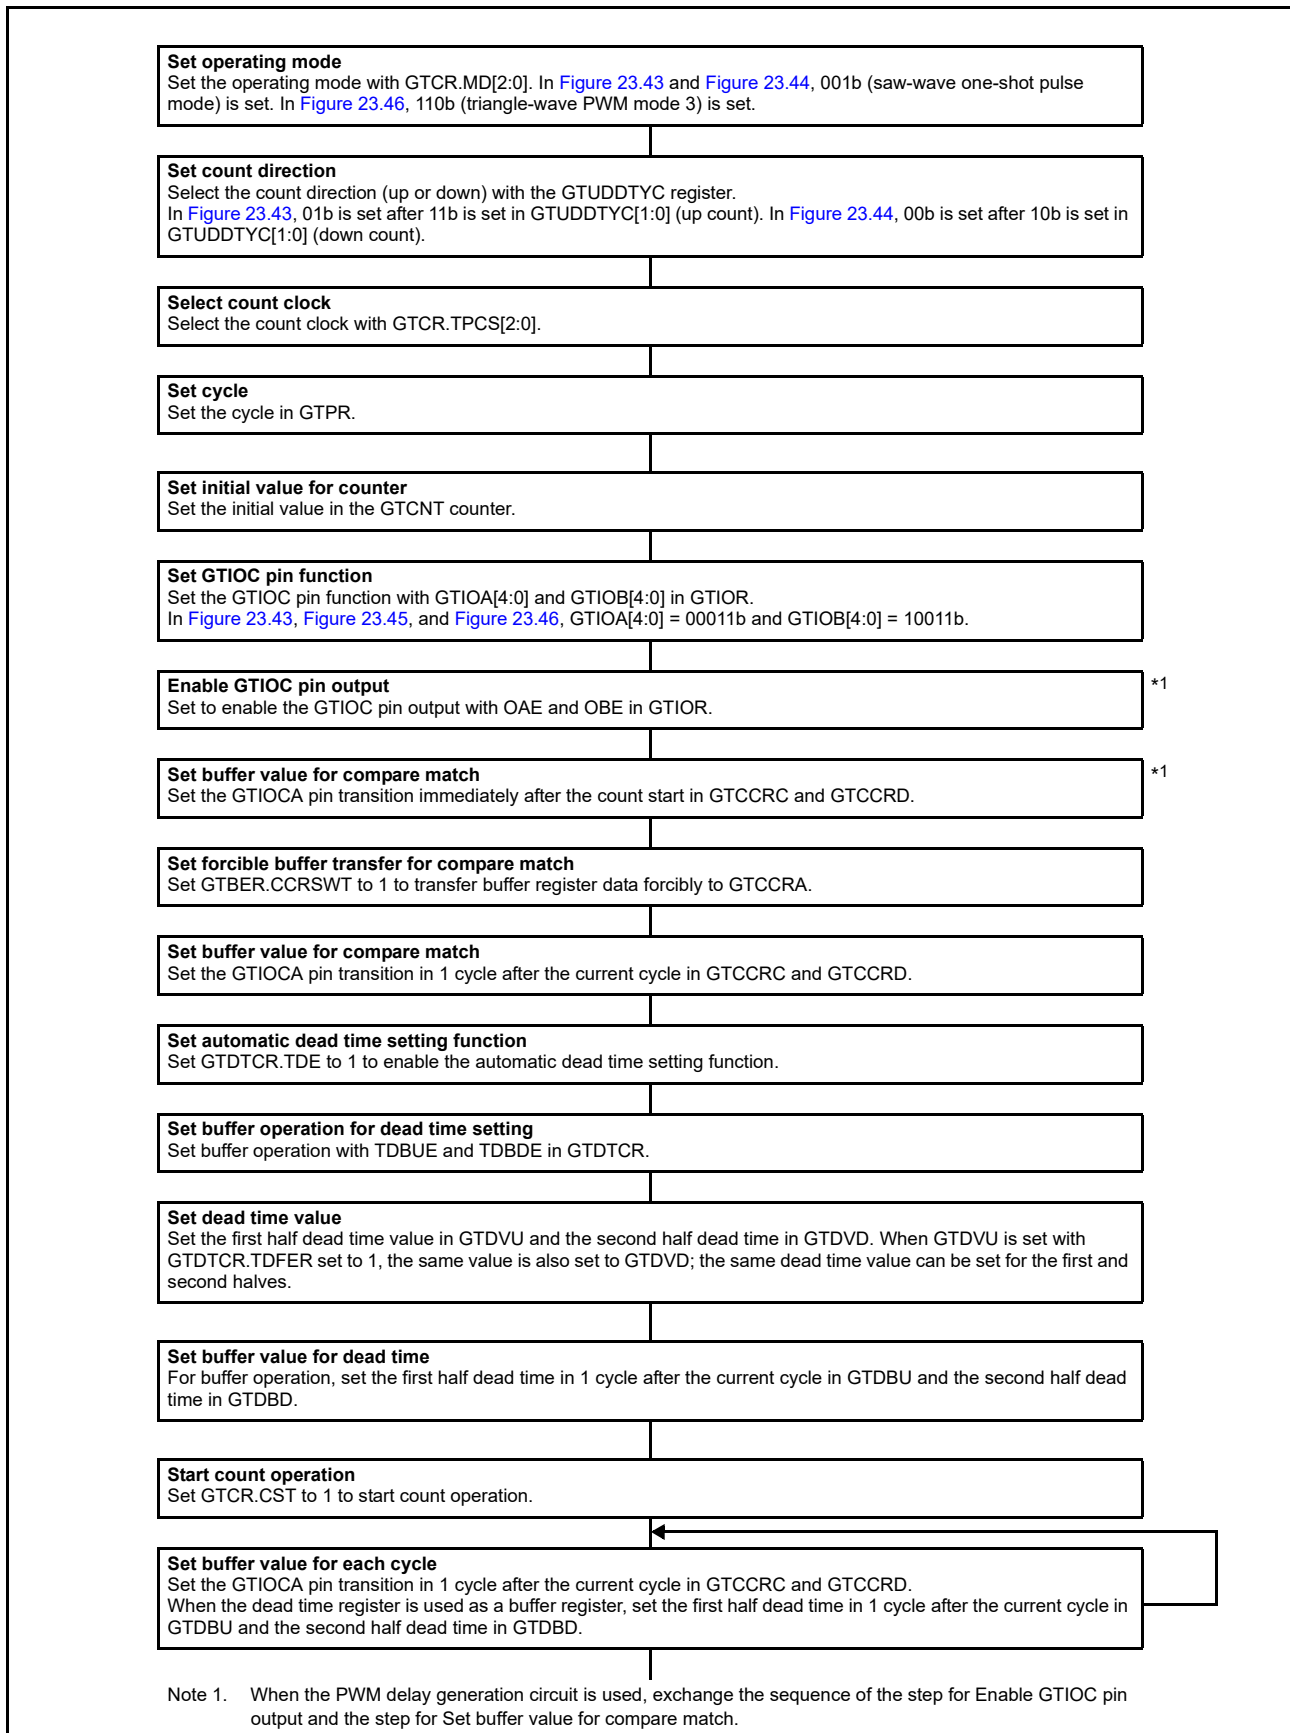 Set operating mode
Set the operating mode with GTCR.MD[2:0]. In Figure 23.43 and Figure 23.44, 001b (saw-wave one-shot pulse
mode) is set. In Figure 23.46, 110b (triangle-wave PWM mode 3) is set.
Set count direction
Select the count direction (up or down) with the GTUDDTYC register.
In Figure 23.43, 01b is set after 11b is set in GTUDDTYC[1:0] (up count). In Figure 23.44, 00b is set after 10b is set in
GTUDDTYC[1:0] (down count).
Select count clock
Select the count clock with GTCR.TPCS[2:0].
Set cycle
Set the cycle in GTPR.
Set initial value for counter
Set the initial value in the GTCNT counter.
Set GTIOC pin function
Set the GTIOC pin function with GTIOA[4:0] and GTIOB[4:0] in GTIOR.
In Figure 23.43, Figure 23.45, and Figure 23.46, GTIOA[4:0] = 00011b and GTIOB[4:0] = 10011b.
Enable GTIOC pin output
*1
Set to enable the GTIOC pin output with OAE and OBE in GTIOR.
Set buffer value for compare match
*1
Set the GTIOCA pin transition immediately after the count start in GTCCRC and GTCCRD.
Set forcible buffer transfer for compare match
Set GTBER.CCRSWT to 1 to transfer buffer register data forcibly to GTCCRA.
Set buffer value for compare match
Set the GTIOCA pin transition in 1 cycle after the current cycle in GTCCRC and GTCCRD.
Set automatic dead time setting function
Set GTDTCR.TDE to 1 to enable the automatic dead time setting function.
Set buffer operation for dead time setting
Set buffer operation with TDBUE and TDBDE in GTDTCR.
Set dead time value
Set the first half dead time value in GTDVU and the second half dead time in GTDVD. When GTDVU is set with
GTDTCR.TDFER set to 1, the same value is also set to GTDVD; the same dead time value can be set for the first and
second halves.
Set buffer value for dead time
For buffer operation, set the first half dead time in 1 cycle after the current cycle in GTDBU and the second half dead
time in GTDBD.
Start count operation
Set GTCR.CST to 1 to start count operation.
Set buffer value for each cycle
Set the GTIOCA pin transition in 1 cycle after the current cycle in GTCCRC and GTCCRD.
When the dead time register is used as a buffer register, set the first half dead time in 1 cycle after the current cycle in
GTDBU and the second half dead time in GTDBD.
Note 1. When the PWM delay generation circuit is used, exchange the sequence of the step for Enable GTIOC pin
output and the step for Set buffer value for compare match.